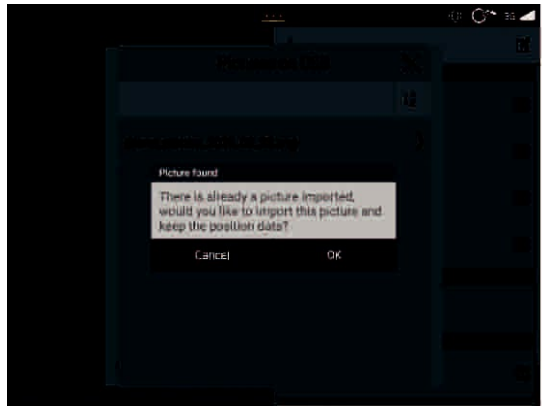 Picture found
There is already a picture imported,
would you like to import this picture and
keep the position data?
Cancel
OK